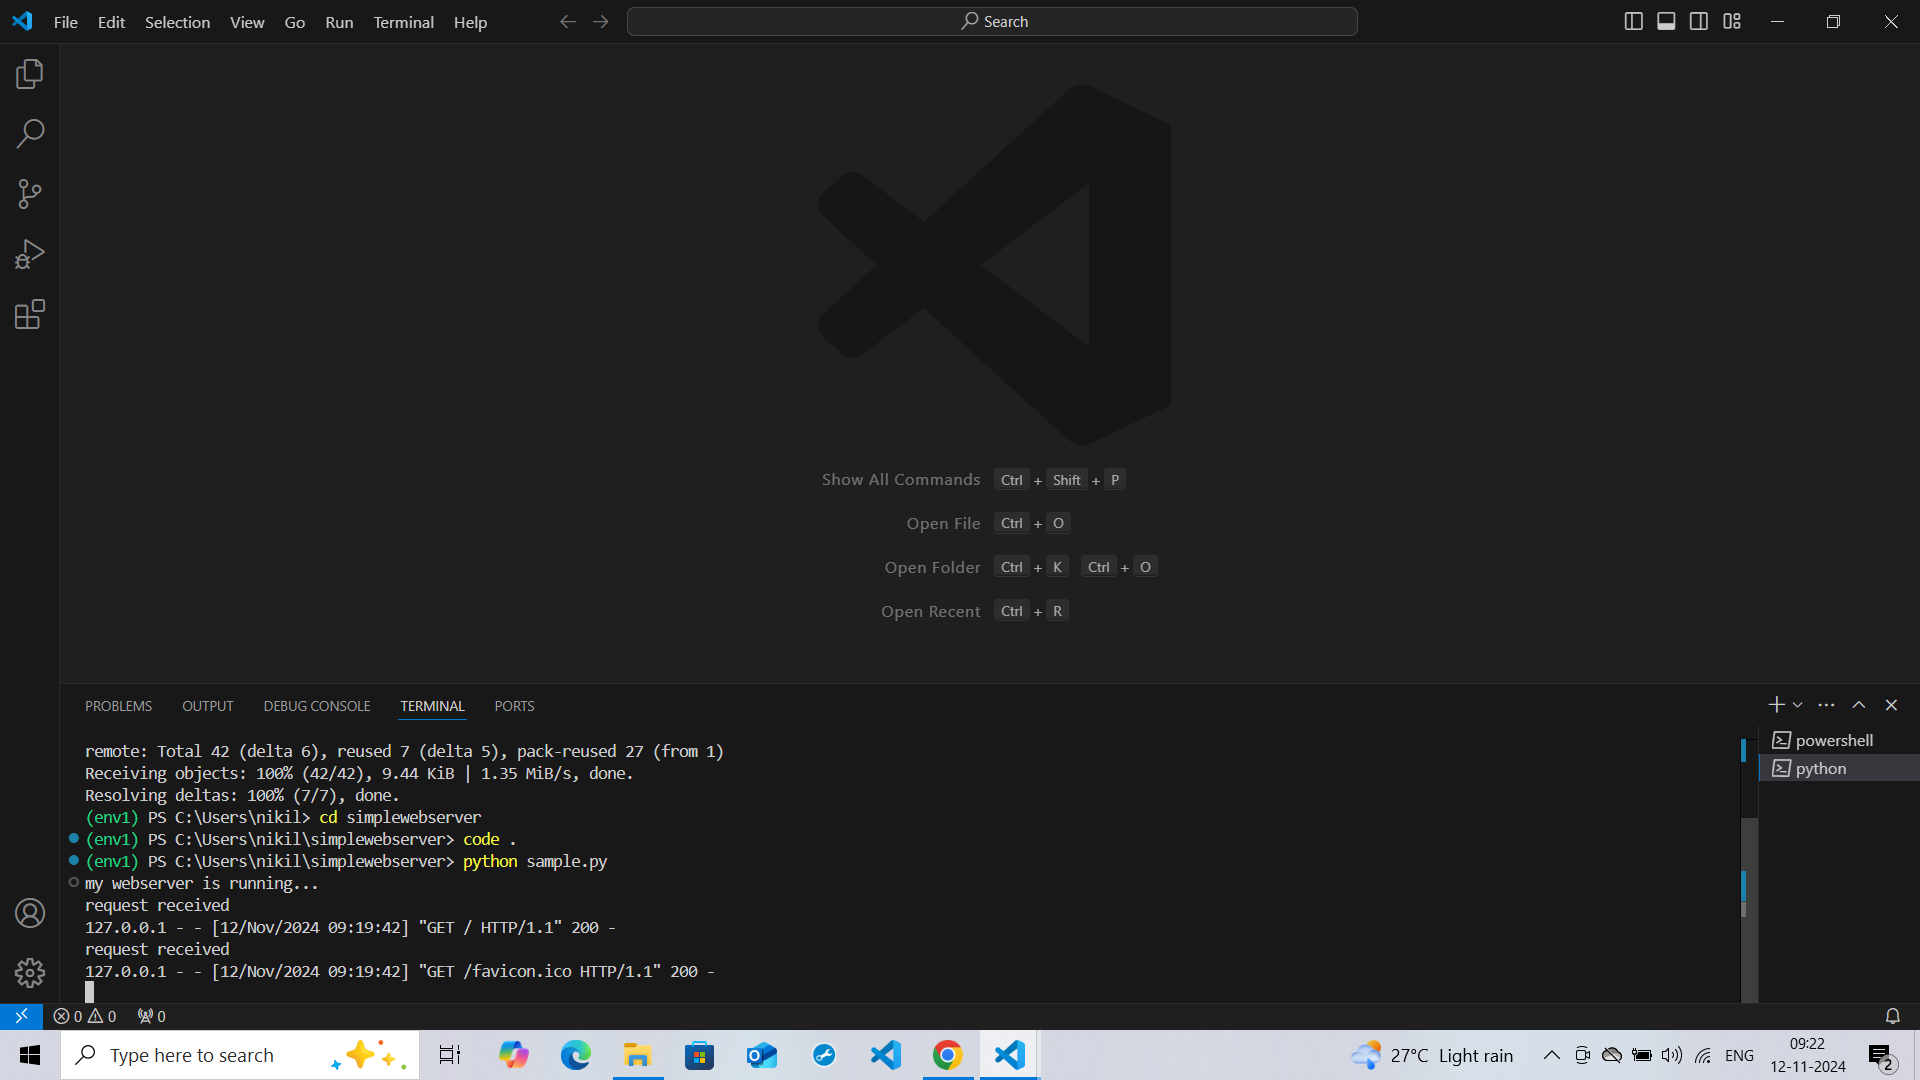 File Edit Selection View Go Run Terminal Help Search
Show All Commands Ctrl + Shift + P
Open File Ctrl + O
Open Folder Ctrl + K Ctrl + O
Open Recent Ctrl + R
PROBLEMS OUTPUT DEBUG CONSOLE TERMINAL PORTS
powershell
python
remote: Total 42 (delta 6), reused 7 (delta 5), pack-reused 27 (from 1)
Receiving objects: 100% (42/42), 9.44 KiB | 1.35 MiB/s, done.
Resolving deltas: 100% (7/7), done.
(env1) PS C:\Users\nikil> cd simplewebserver
(env1) PS C:\Users\nikil\simplewebserver> code .
(env1) PS C:\Users\nikil\simplewebserver> python sample.py
my webserver is running...
request received
127.0.0.1 - - [12/Nov/2024 09:19:42] "GET / HTTP/1.1" 200 -
request received
127.0.0.1 - - [12/Nov/2024 09:19:42] "GET /favicon.ico HTTP/1.1" 200 -
0 0 0
Type here to search 27°C Light rain ENG 09:22
12-11-2024 2